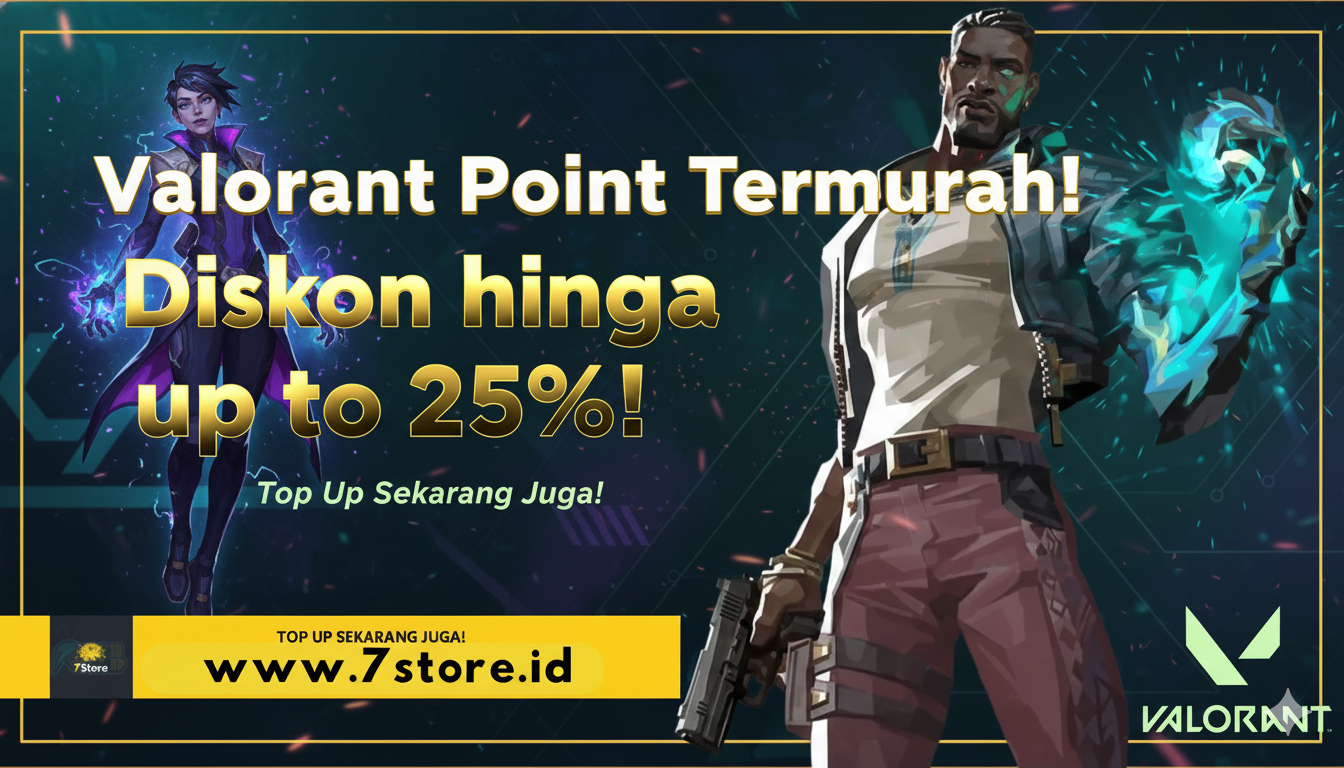 Valorant Point Termurah!
Diskon hinga
up to 25%!
Top Up Sekarang Juga!
TOP UP SEKARANG JUGA!
7Stere
www.7store.id
VALORANT